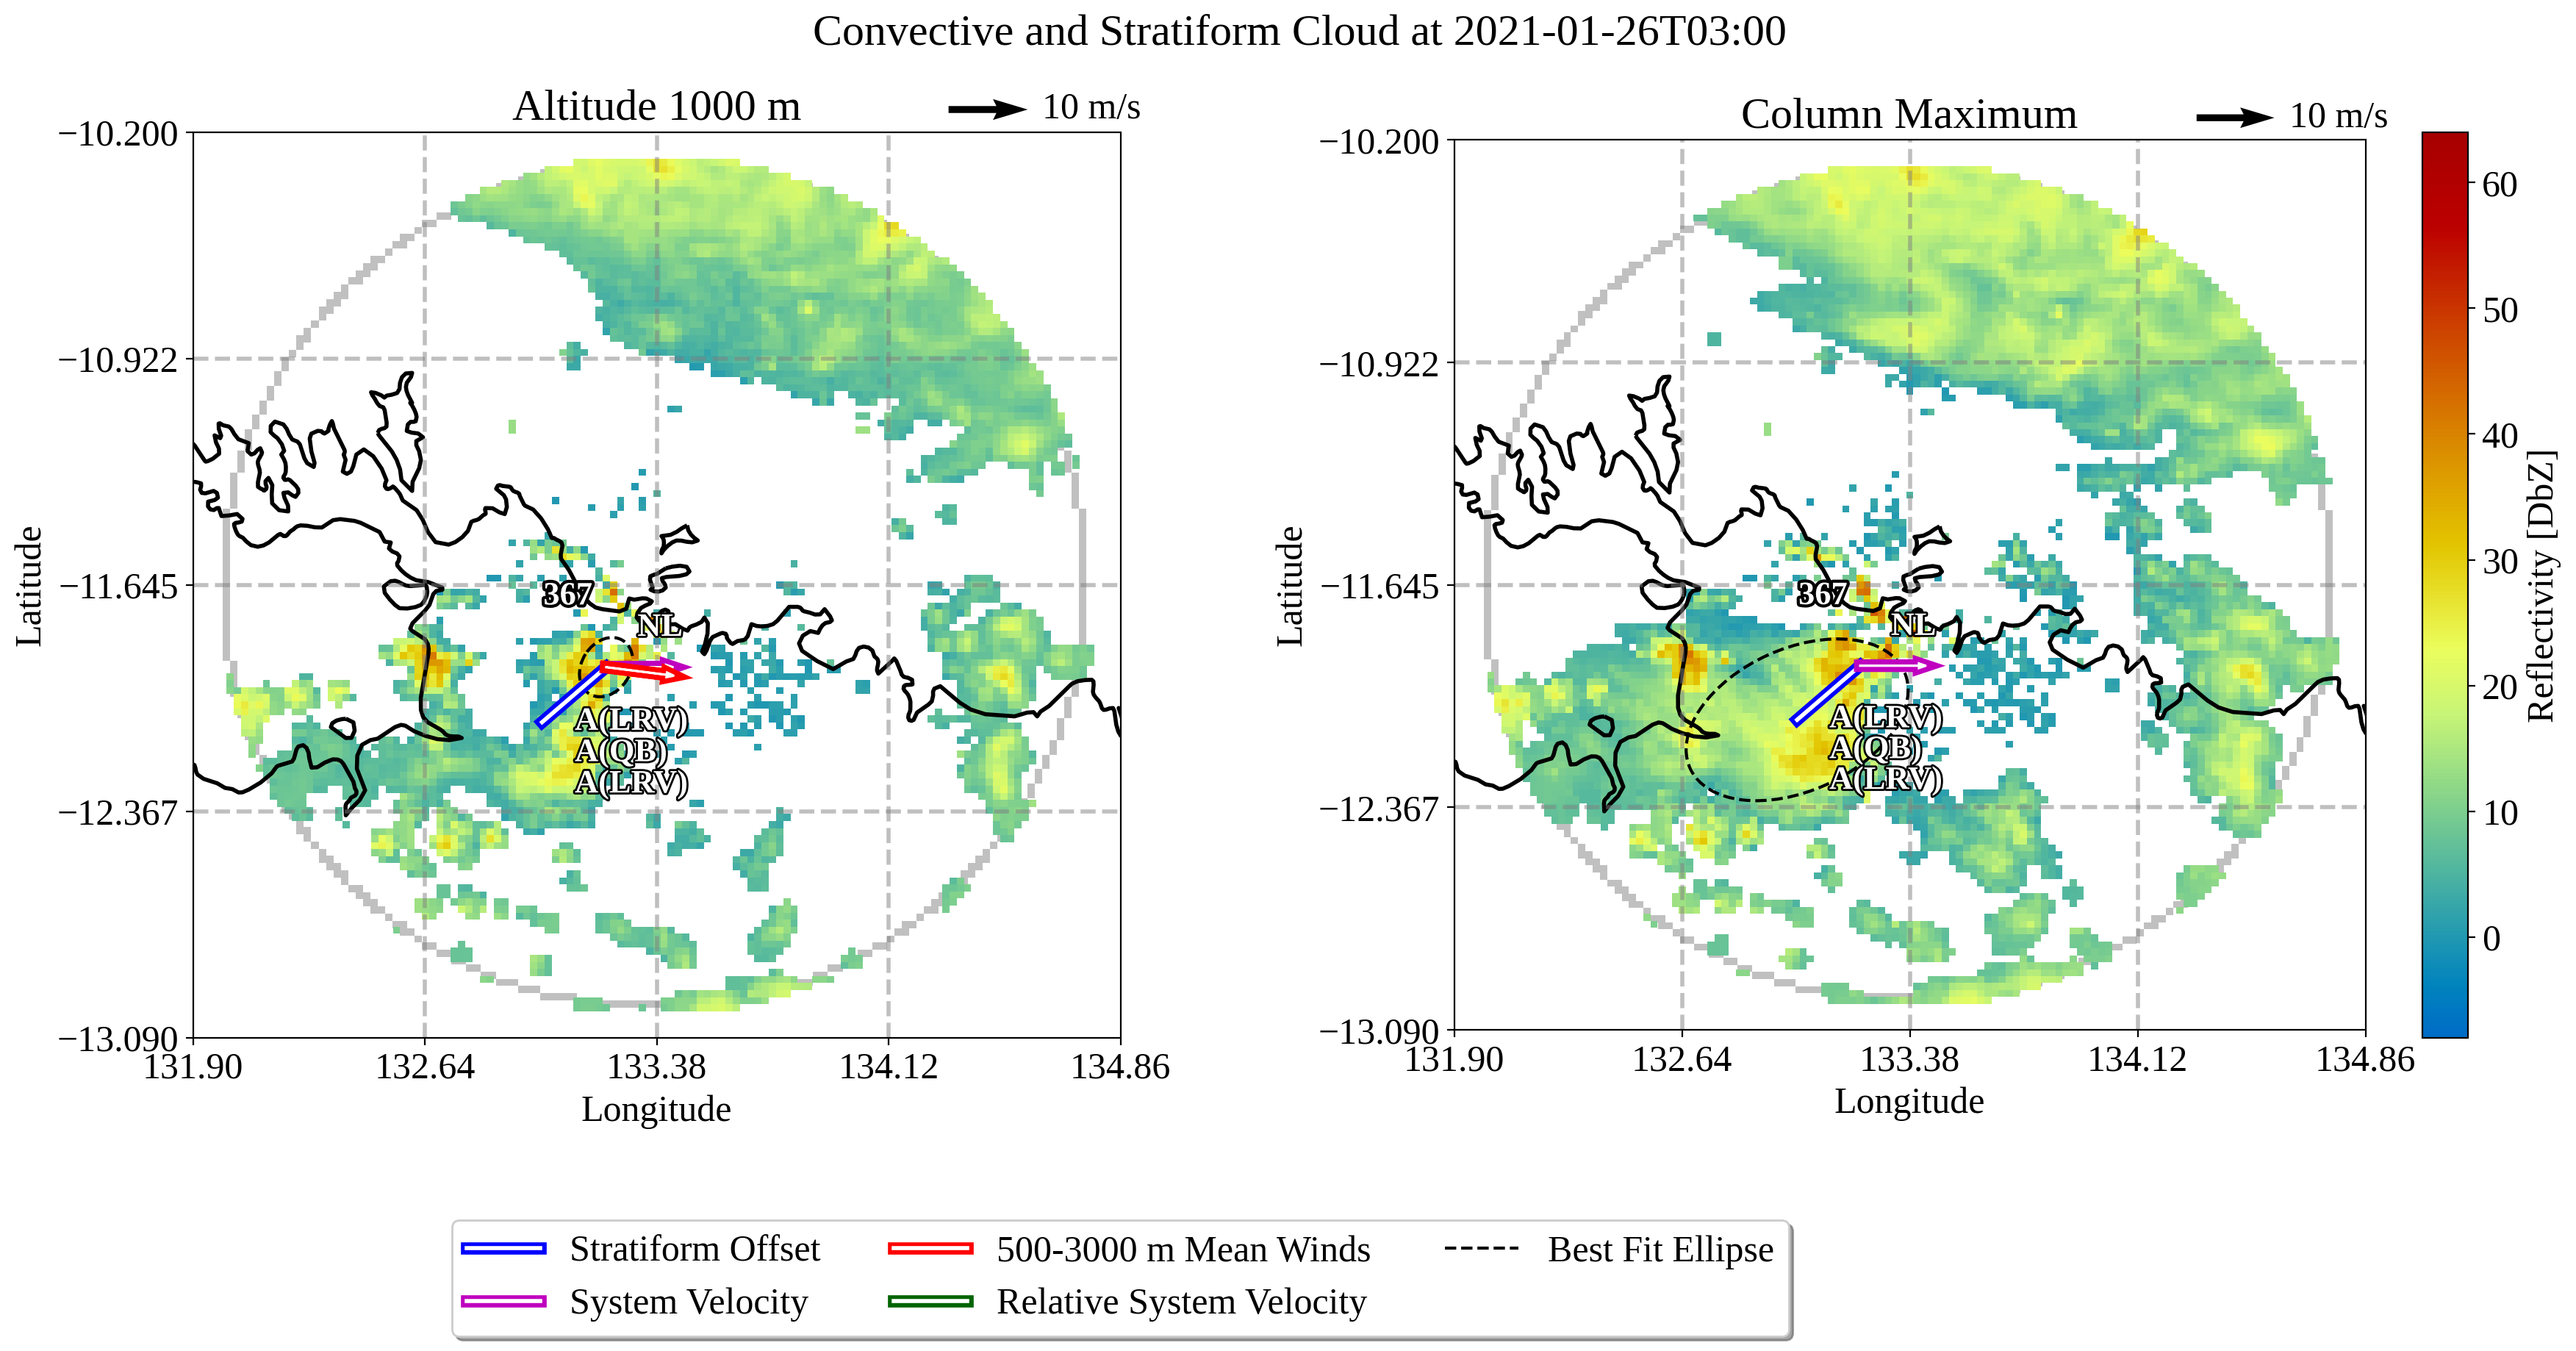 Convective and Stratiform Cloud at 2021-01-26T03:00
Altitude 1000 m
10 m/s
−10.200
−10.922
−11.645
−12.367
−13.090
Latitude
367
NL
A(LRV)
A(QB)
A(LRV)
131.90
132.64
133.38
134.12
134.86
Longitude
Column Maximum
10 m/s
−10.200
−10.922
−11.645
−12.367
−13.090
Latitude
367
NL
A(LRV)
A(QB)
A(LRV)
131.90
132.64
133.38
134.12
134.86
Longitude
60
50
40
30
20
10
0
Reflectivity [DbZ]
Stratiform Offset
System Velocity
500-3000 m Mean Winds
Relative System Velocity
Best Fit Ellipse